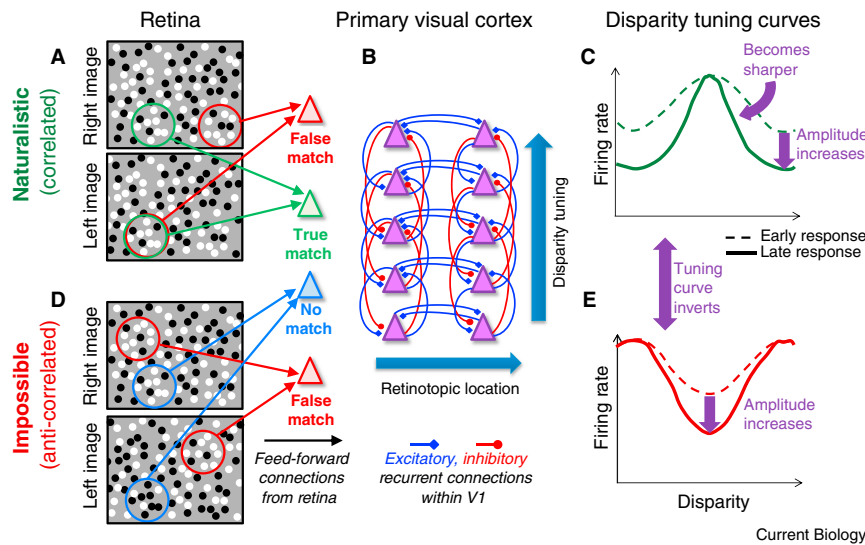 Retina
Primary visual cortex
Disparity tuning curves
A
B
C
Naturalistic
(correlated)
Right image
Left image
False
match
True
match
Disparity tuning
Retinotopic location
Firing rate
Becomes
sharper
Amplitude
increases
Early response
Late response
Tuning
curve
inverts
D
Impossible
(anti-correlated)
Right image
Left image
No
match
False
match
Feed-forward
connections
from retina
Excitatory, inhibitory
recurrent connections
within V1
E
Firing rate
Amplitude
increases
Disparity
Current Biology